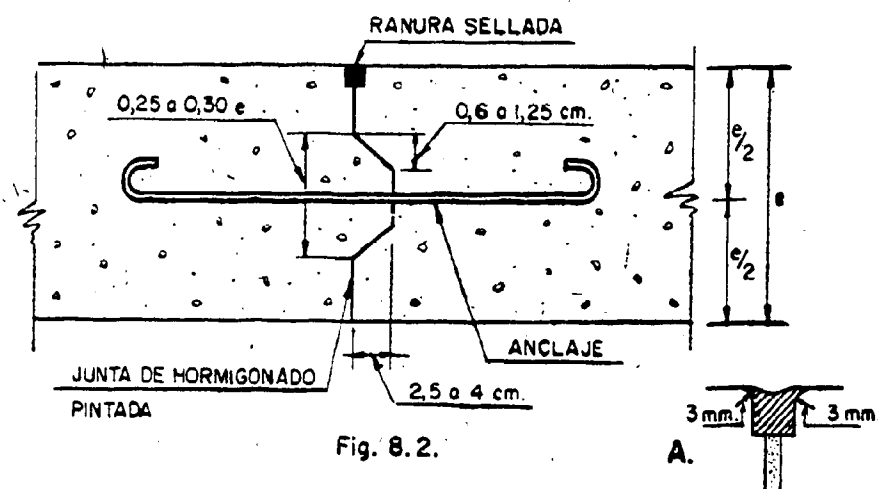 RANURA SELLADA
0,25 a 0,30 e
0,6 a 1,25 cm.
e/2
e
e/2
ANCLAJE
JUNTA DE HORMIGONADO
PINTADA
2,5 a 4 cm.
3 mm.
3 mm
Fig. 8.2.
A.